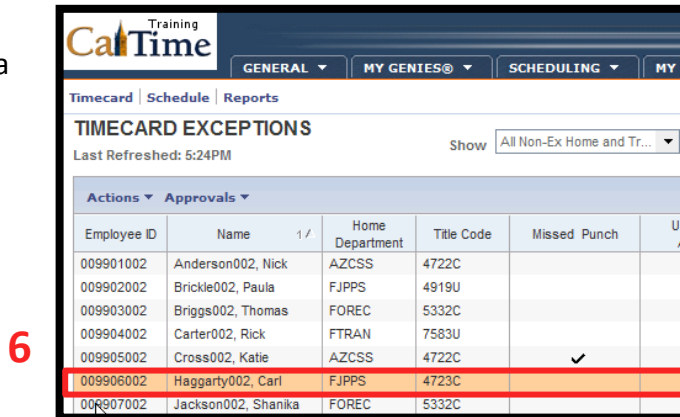 a
Training
CalTime
GENERAL MY GENIES® SCHEDULING MY
Timecard Schedule Reports
TIMECARD EXCEPTIONS
Last Refreshed: 5:24PM
Show All Non-Ex Home and Tr...
Actions Approvals
Employee ID Name 1 Home Department Title Code Missed Punch
009901002 Anderson002, Nick AZCSS 4722C
009902002 Brickle002, Paula FJPPS 4919U
009903002 Briggs002, Thomas FOREC 5332C
009904002 Carter002, Rick FTRAN 7583U
009905002 Cross002, Katie AZCSS 4722C ✔
6
009906002 Haggarty002, Carl FJPPS 4723C
009907002 Jackson002, Shanika FOREC 5332C